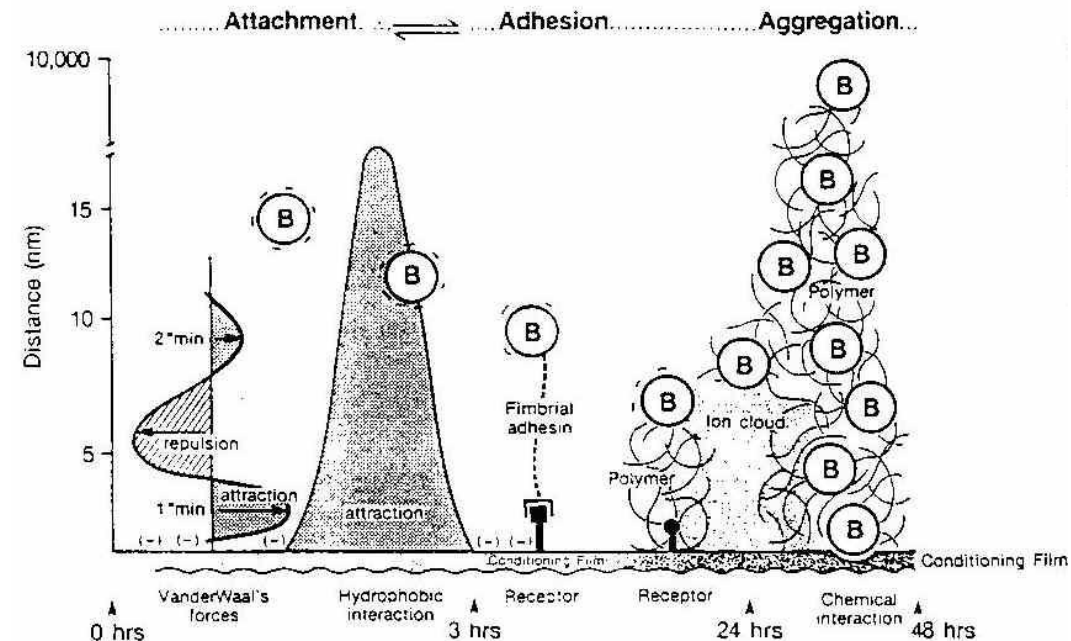 Attachment
Adhesion
Aggregation
10,000
15
10
5
Distance (nm)
B
B
B
B
B
B
B
B
B
B
B
B
B
2°min
repulsion
attraction
1°min
attraction
Fimbrial
adhesin
Polymer
Ion cloud
Polymer
(-) (-)
(-)
(-) (-)
Conditioning Film
Conditioning Film
VanderWaal's
forces
Hydrophobic
interaction
Receptor
Receptor
Chemical
interaction
0 hrs
3 hrs
24 hrs
48 hrs